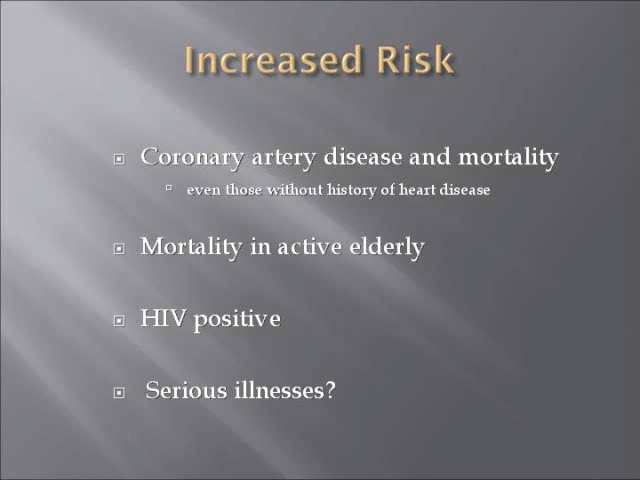 Increased Risk
Coronary artery disease and mortality
even those without history of heart disease
Mortality in active elderly
HIV positive
Serious illnesses?